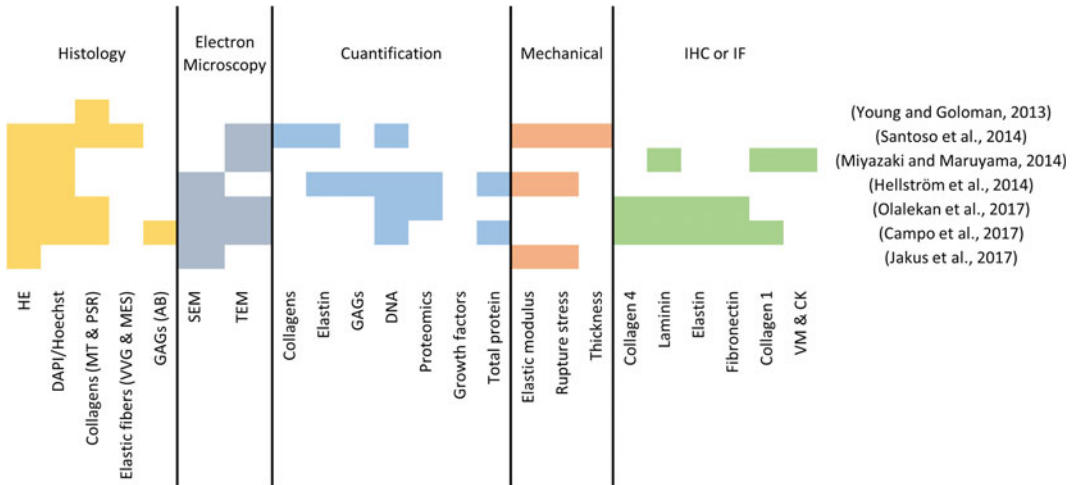 Histology
Electron
Microscopy
Cuantification
Mechanical
IHC or IF
(Young and Goloman, 2013)
(Santoso et al., 2014)
(Miyazaki and Maruyama, 2014)
(Hellström et al., 2014)
(Olalekan et al., 2017)
(Campo et al., 2017)
(Jakus et al., 2017)
HE
DAPI/Hoechst
Collagens (MT & PSR)
Elastic fibers (VVG & MES)
GAGs (AB)
SEM
TEM
Collagens
Elastin
GAGs
DNA
Proteomics
Growth factors
Total protein
Elastic modulus
Rupture stress
Thickness
Collagen 4
Laminin
Elastin
Fibronectin
Collagen 1
VM & CK